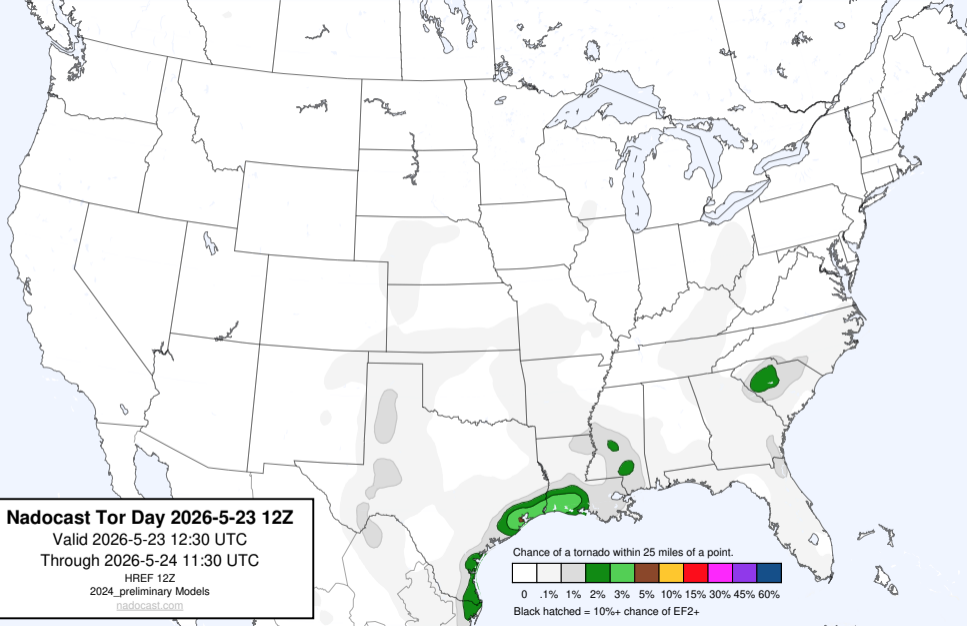 Nadocast Tor Day 2026-5-23 12Z
Valid 2026-5-23 12:30 UTC
Through 2026-5-24 11:30 UTC
HREF 12Z
2024_preliminary Models
nadocast.com
Chance of a tornado within 25 miles of a point.
0 .1% 1% 2% 3% 5% 10% 15% 30% 45% 60%
Black hatched = 10%+ chance of EF2+